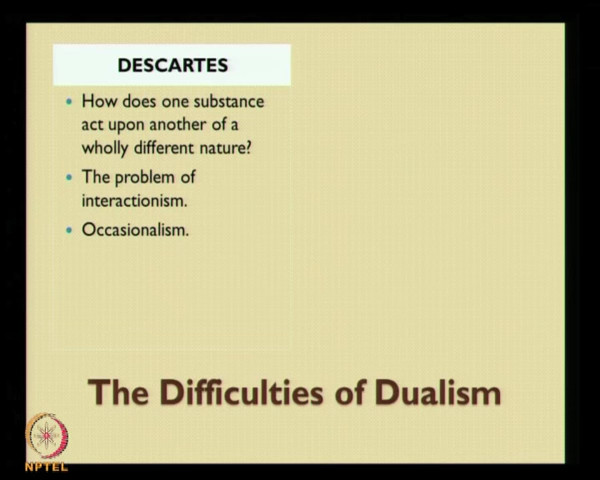 DESCARTES
• How does one substance
act upon another of a
wholly different nature?
• The problem of
interactionism.
• Occasionalism.
The Difficulties of Dualism
NPTEL